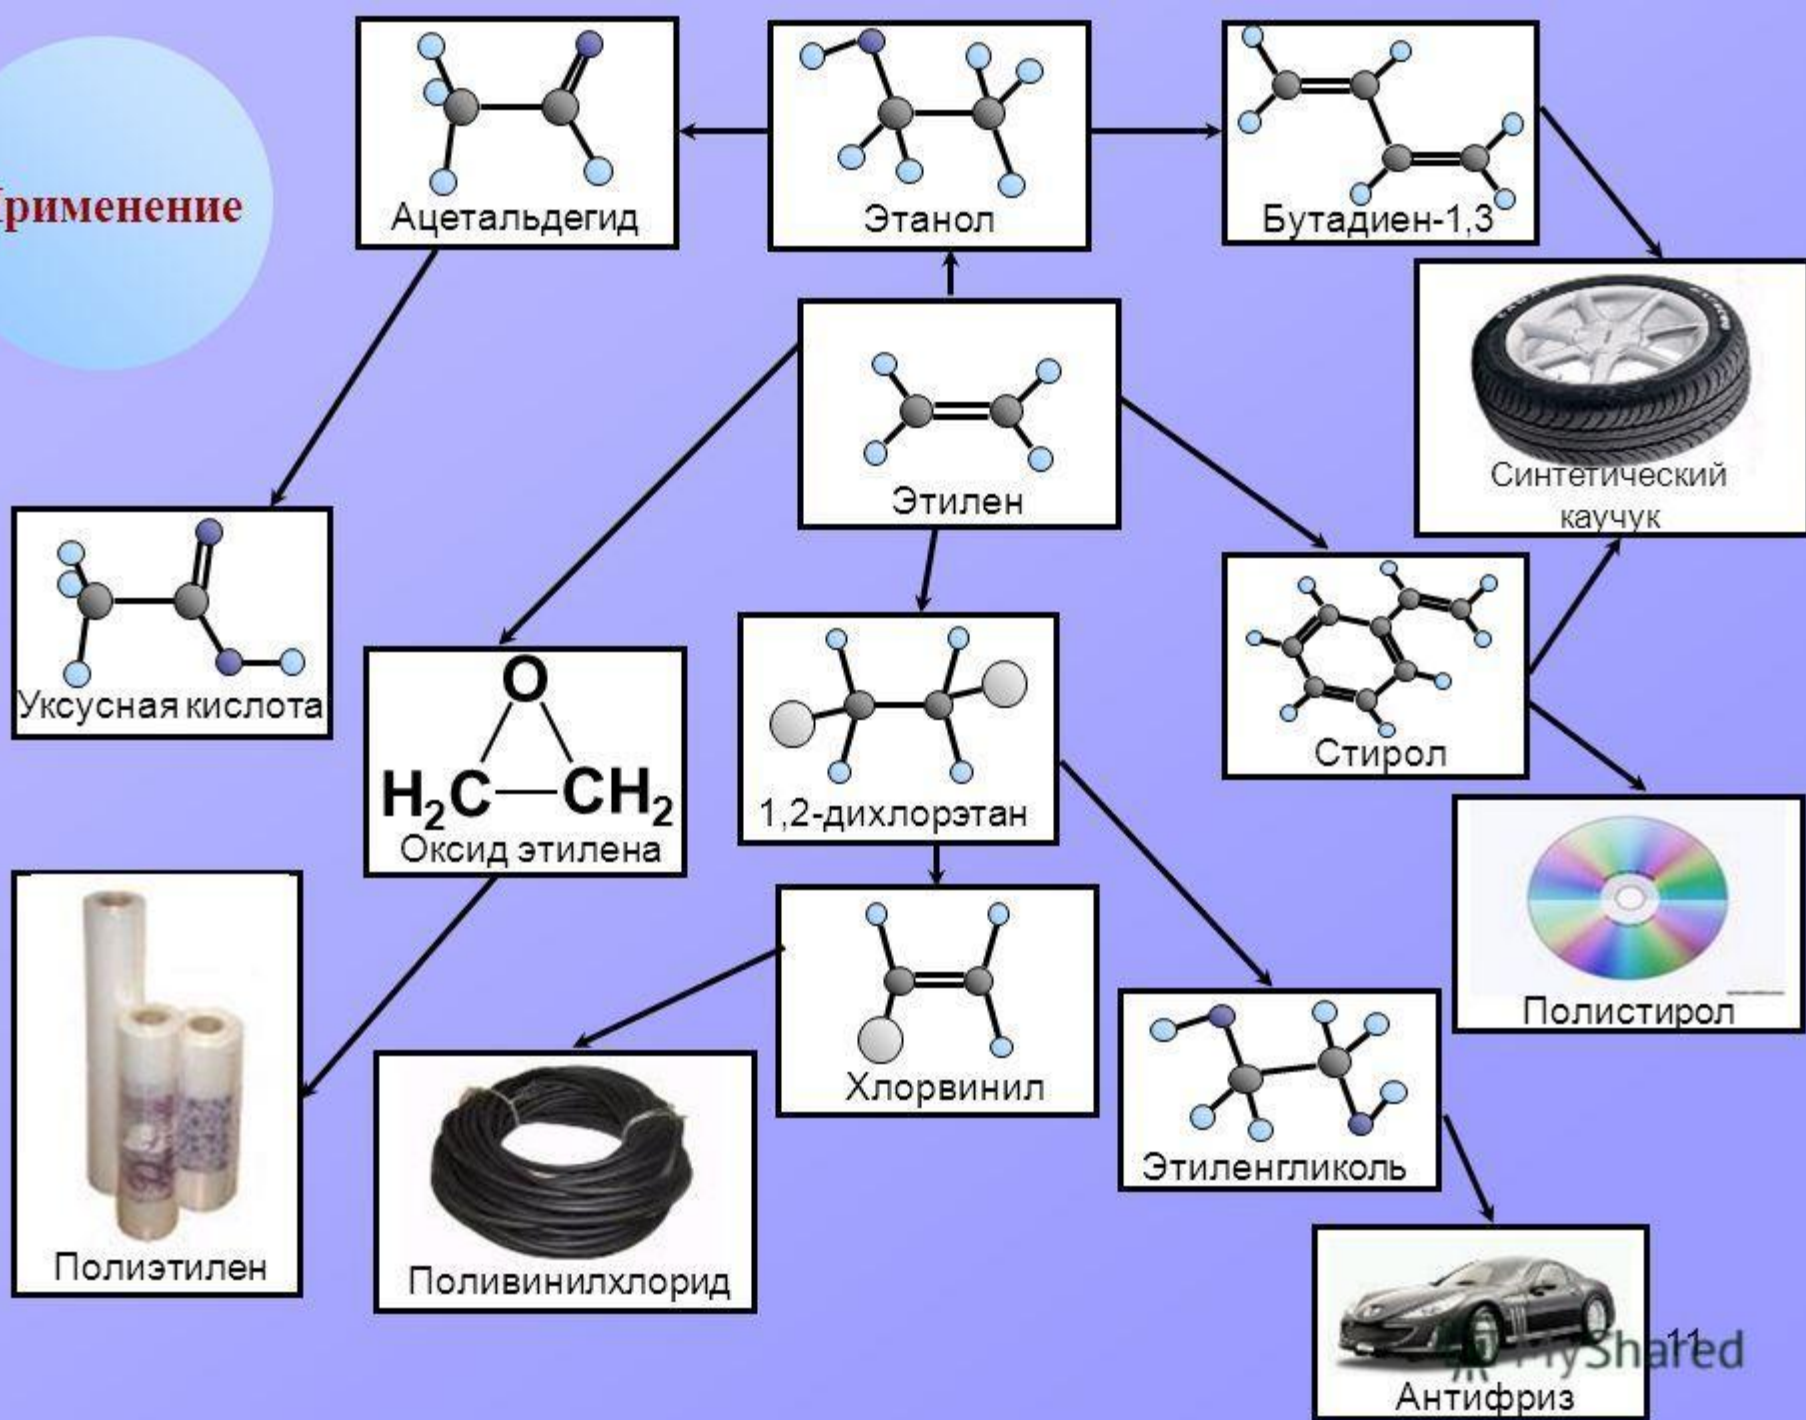 рименение
Ацетальдегид
Этанол
Бутадиен-1,3
Этилен
Синтетический
каучук
Уксусная кислота
O
H₂C—CH₂
Оксид этилена
1,2-дихлорэтан
Стирол
Полистирол
Хлорвинил
Этиленгликоль
Полиэтилен
Поливинилхлорид
Антифриз
MyShared
11